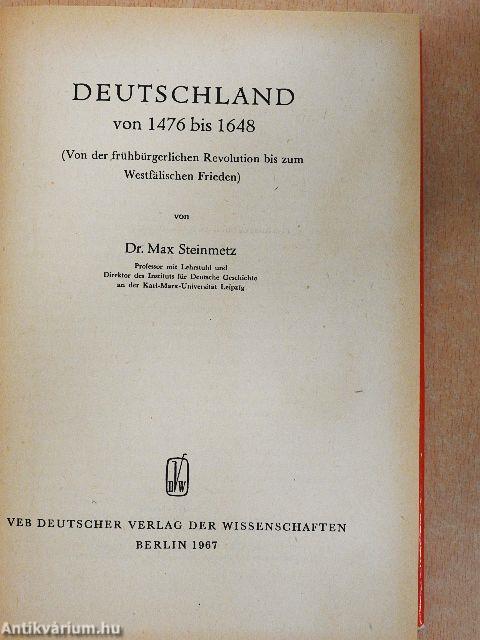 DEUTSCHLAND
von 1476 bis 1648
(Von der frühbürgerlichen Revolution bis zum
Westfälischen Frieden)
von
Dr. Max Steinmetz
Professor mit Lehrstuhl und
Direktor des Instituts für Deutsche Geschichte
an der Karl-Marx-Universität Leipzig
DVW
VEB DEUTSCHER VERLAG DER WISSENSCHAFTEN
BERLIN 1967
Antikvárium.hu